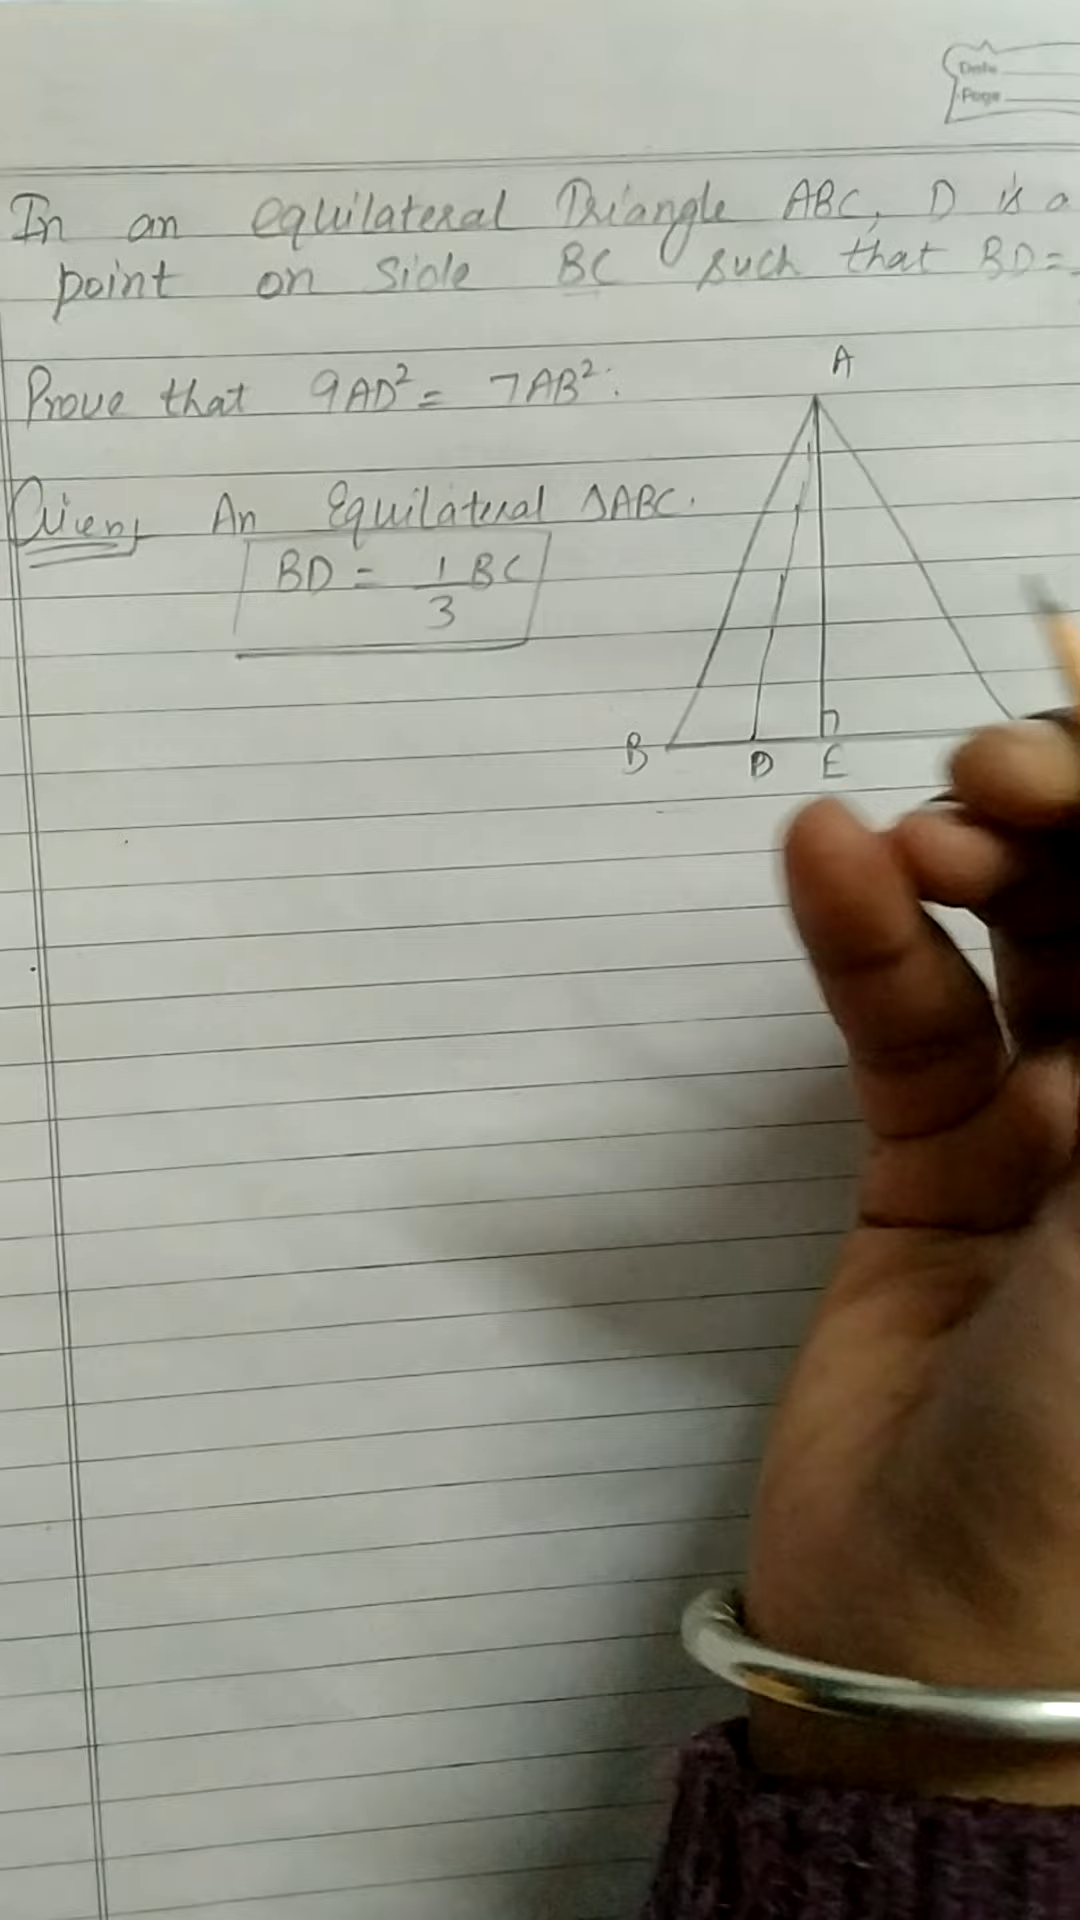 Date
Page
In an equilateral Triangle ABC, D is a
point on side BC such that BD =
Prove that 9AD² = 7AB².
Given, An Equilateral ΔABC.
BD = 1/3 BC
A
B D E